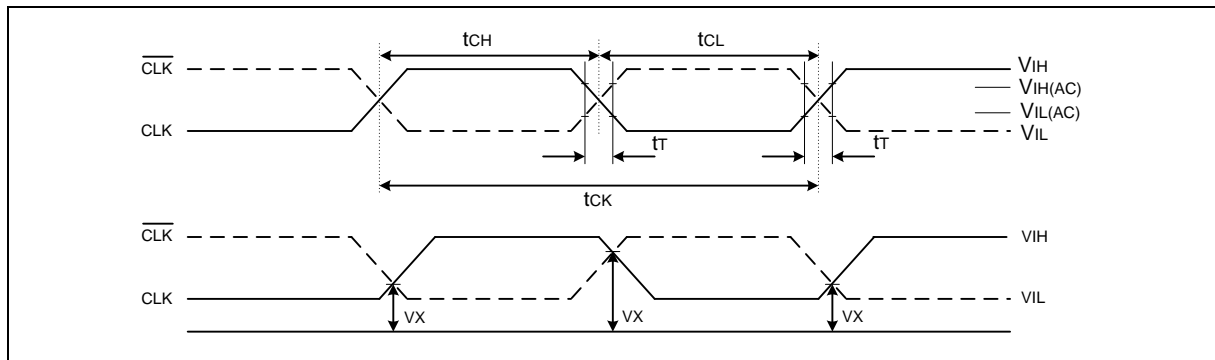 tCH tCL
CLK VIH
VIH(AC)
VIL(AC)
CLK VIL
tT tT
tCK
CLK VIH
CLK VIL
VX VX VX